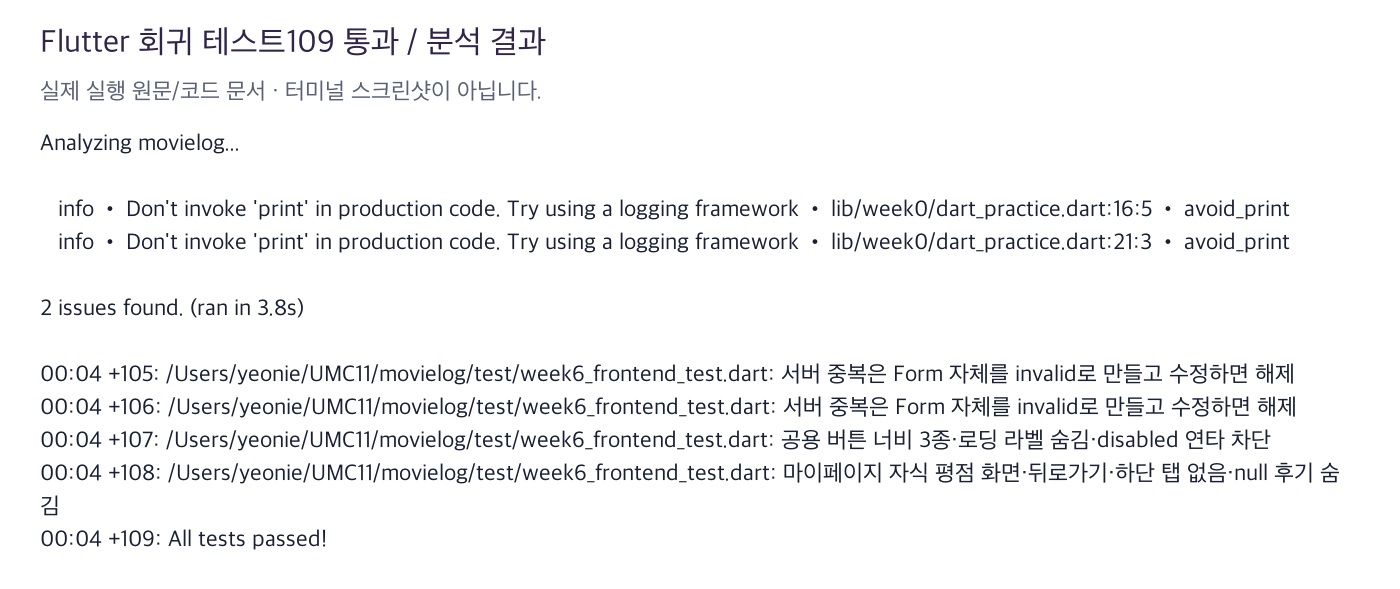 Flutter 회귀 테스트109 통과 / 분석 결과
실제 실행 원문/코드 문서 · 터미널 스크린샷이 아닙니다.
Analyzing movielog...
info • Don't invoke 'print' in production code. Try using a logging framework • lib/week0/dart_practice.dart:16:5 • avoid_print
info • Don't invoke 'print' in production code. Try using a logging framework • lib/week0/dart_practice.dart:21:3 • avoid_print
2 issues found. (ran in 3.8s)
00:04 +105: /Users/yeonie/UMC11/movielog/test/week6_frontend_test.dart: 서버 중복은 Form 자체를 invalid로 만들고 수정하면 해제
00:04 +106: /Users/yeonie/UMC11/movielog/test/week6_frontend_test.dart: 서버 중복은 Form 자체를 invalid로 만들고 수정하면 해제
00:04 +107: /Users/yeonie/UMC11/movielog/test/week6_frontend_test.dart: 공용 버튼 너비 3종·로딩 라벨 숨김·disabled 연타 차단
00:04 +108: /Users/yeonie/UMC11/movielog/test/week6_frontend_test.dart: 마이페이지 자식 평점 화면·뒤로가기·하단 탭 없음·null 후기 숨
김
00:04 +109: All tests passed!